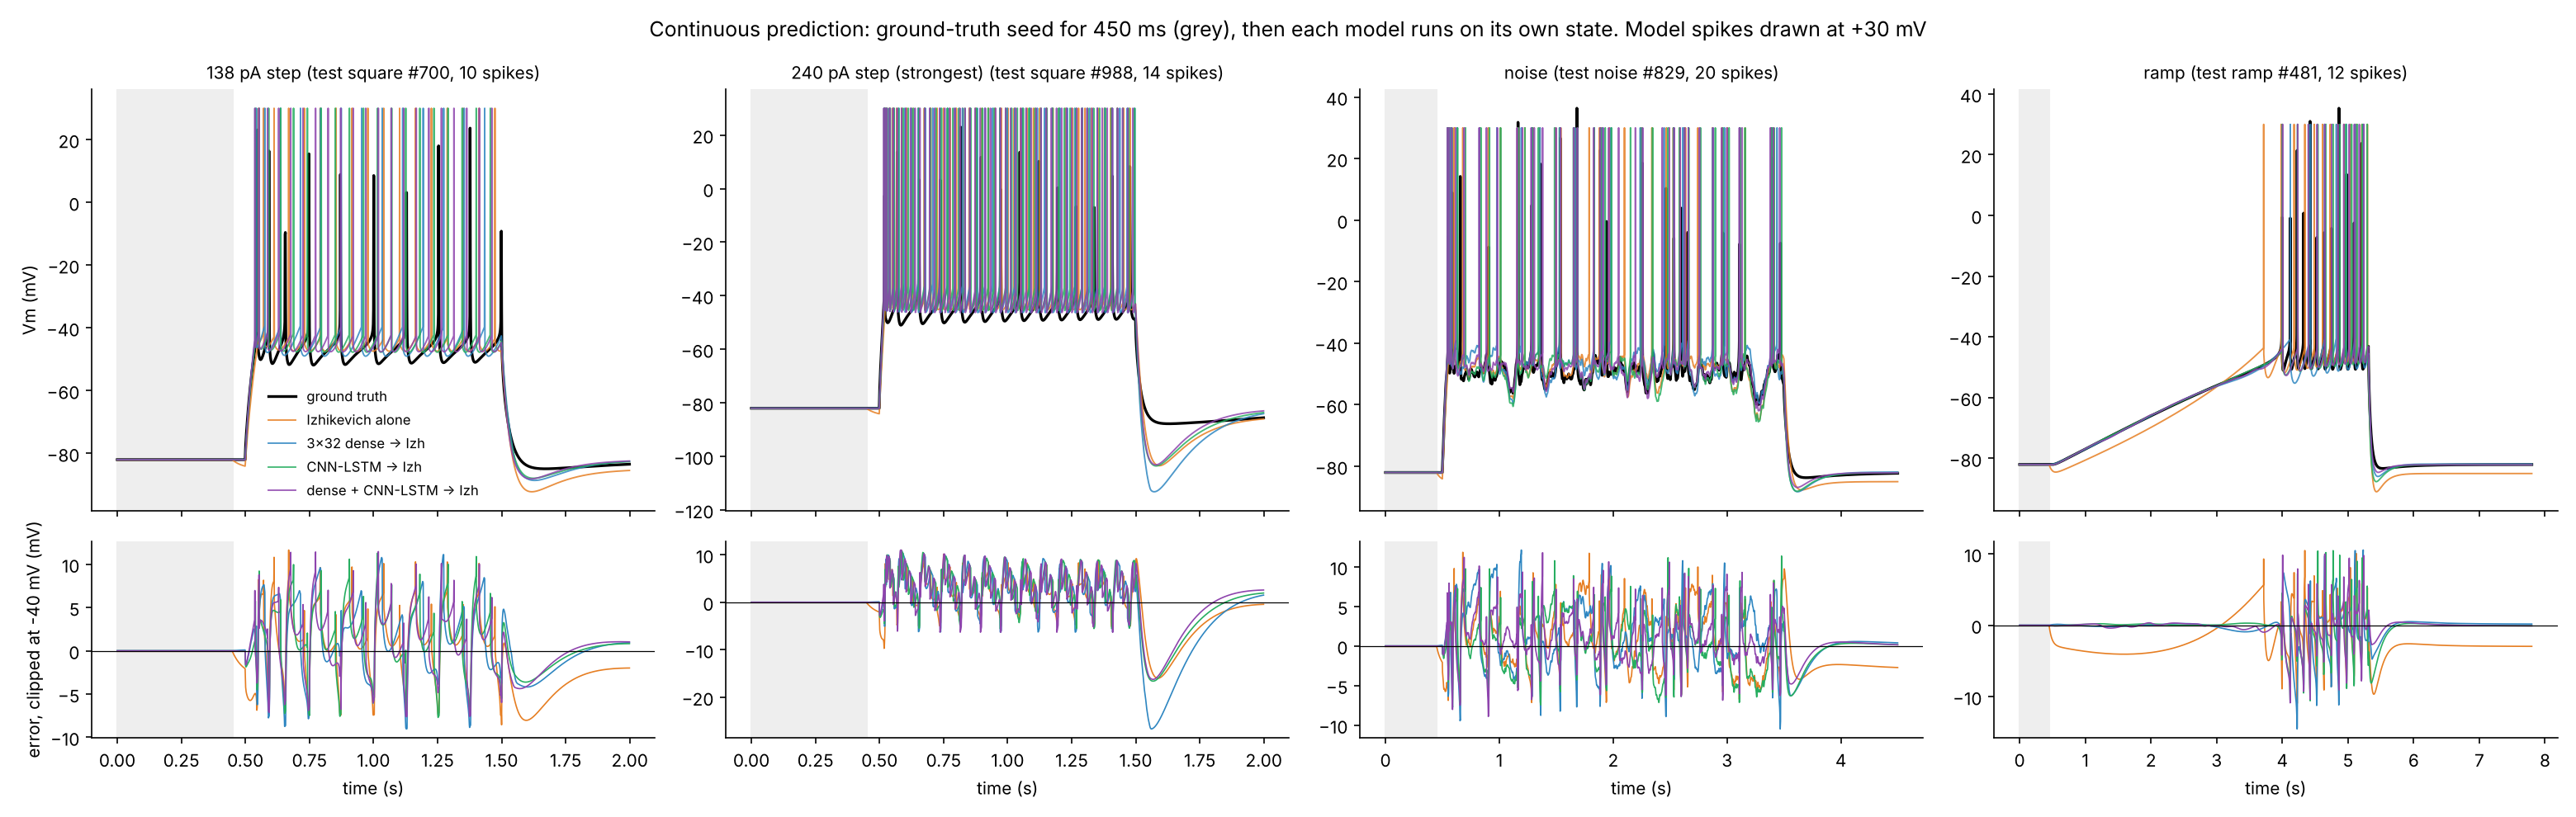 Continuous prediction: ground-truth seed for 450 ms (grey), then each model runs on its own state. Model spikes drawn at +30 mV
138 pA step (test square #700, 10 spikes)
240 pA step (strongest) (test square #988, 14 spikes)
noise (test noise #829, 20 spikes)
ramp (test ramp #481, 12 spikes)
Vm (mV)
20
0
−20
−40
−60
−80
ground truth
Izhikevich alone
3×32 dense → Izh
CNN-LSTM → Izh
dense + CNN-LSTM → Izh
20
0
−20
−40
−60
−80
−100
−120
40
20
0
−20
−40
−60
−80
40
20
0
−20
−40
−60
−80
error, clipped at -40 mV (mV)
10
5
0
−5
−10
0.00 0.25 0.50 0.75 1.00 1.25 1.50 1.75 2.00
time (s)
10
0
−10
−20
0.00 0.25 0.50 0.75 1.00 1.25 1.50 1.75 2.00
time (s)
10
5
0
−5
−10
0 1 2 3 4
time (s)
10
0
−10
0 1 2 3 4 5 6 7 8
time (s)